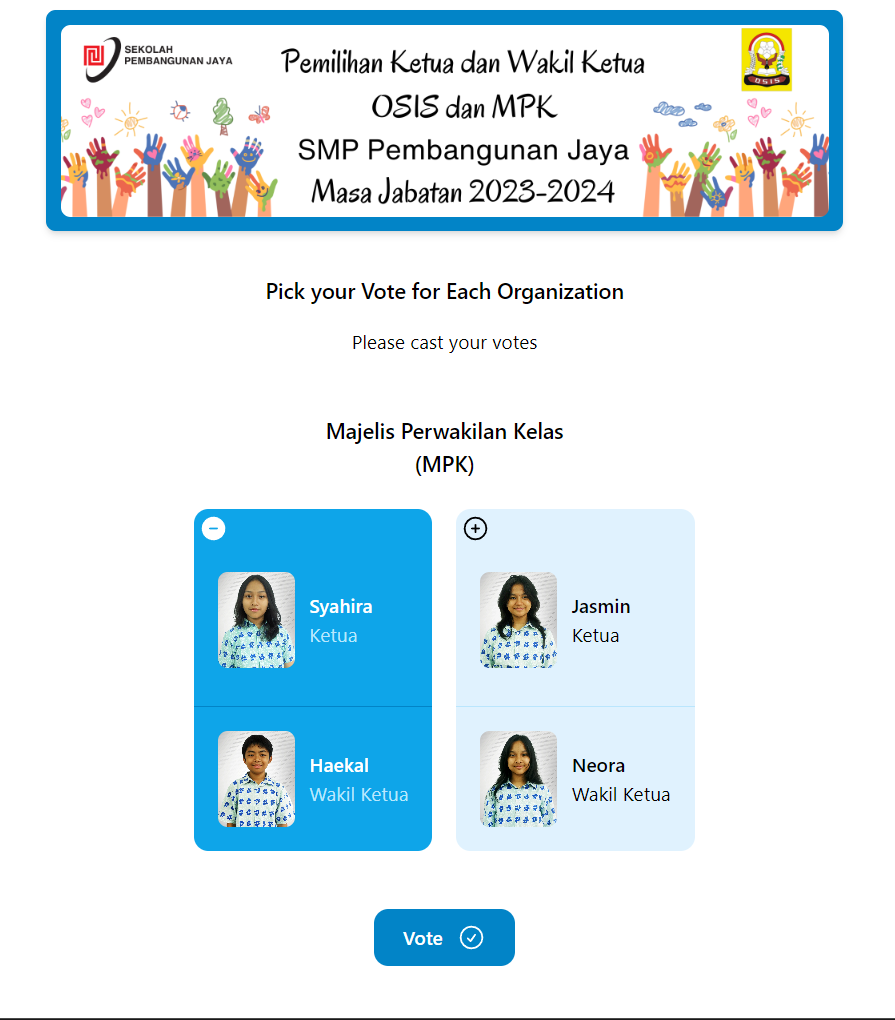 SEKOLAH
PEMBANGUNAN JAYA
Pemilihan Ketua dan Wakil Ketua
OSIS dan MPK
SMP Pembangunan Jaya
Masa Jabatan 2023-2024
OSIS
Pick your Vote for Each Organization
Please cast your votes
Majelis Perwakilan Kelas
(MPK)
Syahira
Ketua
Haekal
Wakil Ketua
Jasmin
Ketua
Neora
Wakil Ketua
Vote